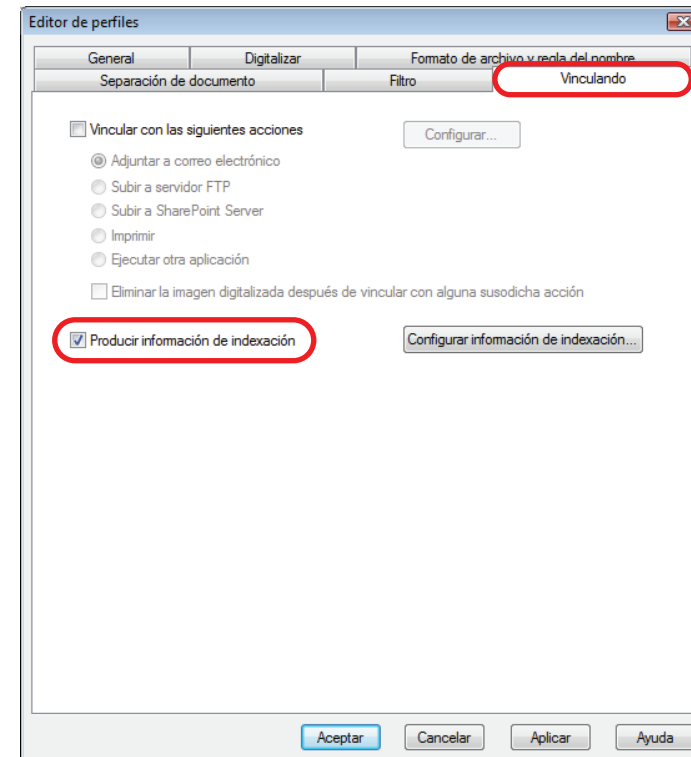 Editor de perfiles
General Digitalizar Formato de archivo y regla del nombre
Separación de documento Filtro Vinculando
Vincular con las siguientes acciones Configurar...
Adjuntar a correo electrónico
Subir a servidor FTP
Subir a SharePoint Server
Imprimir
Ejecutar otra aplicación
Eliminar la imagen digitalizada después de vincular con alguna susodicha acción
Producir información de indexación Configurar información de indexación...
Aceptar Cancelar Aplicar Ayuda